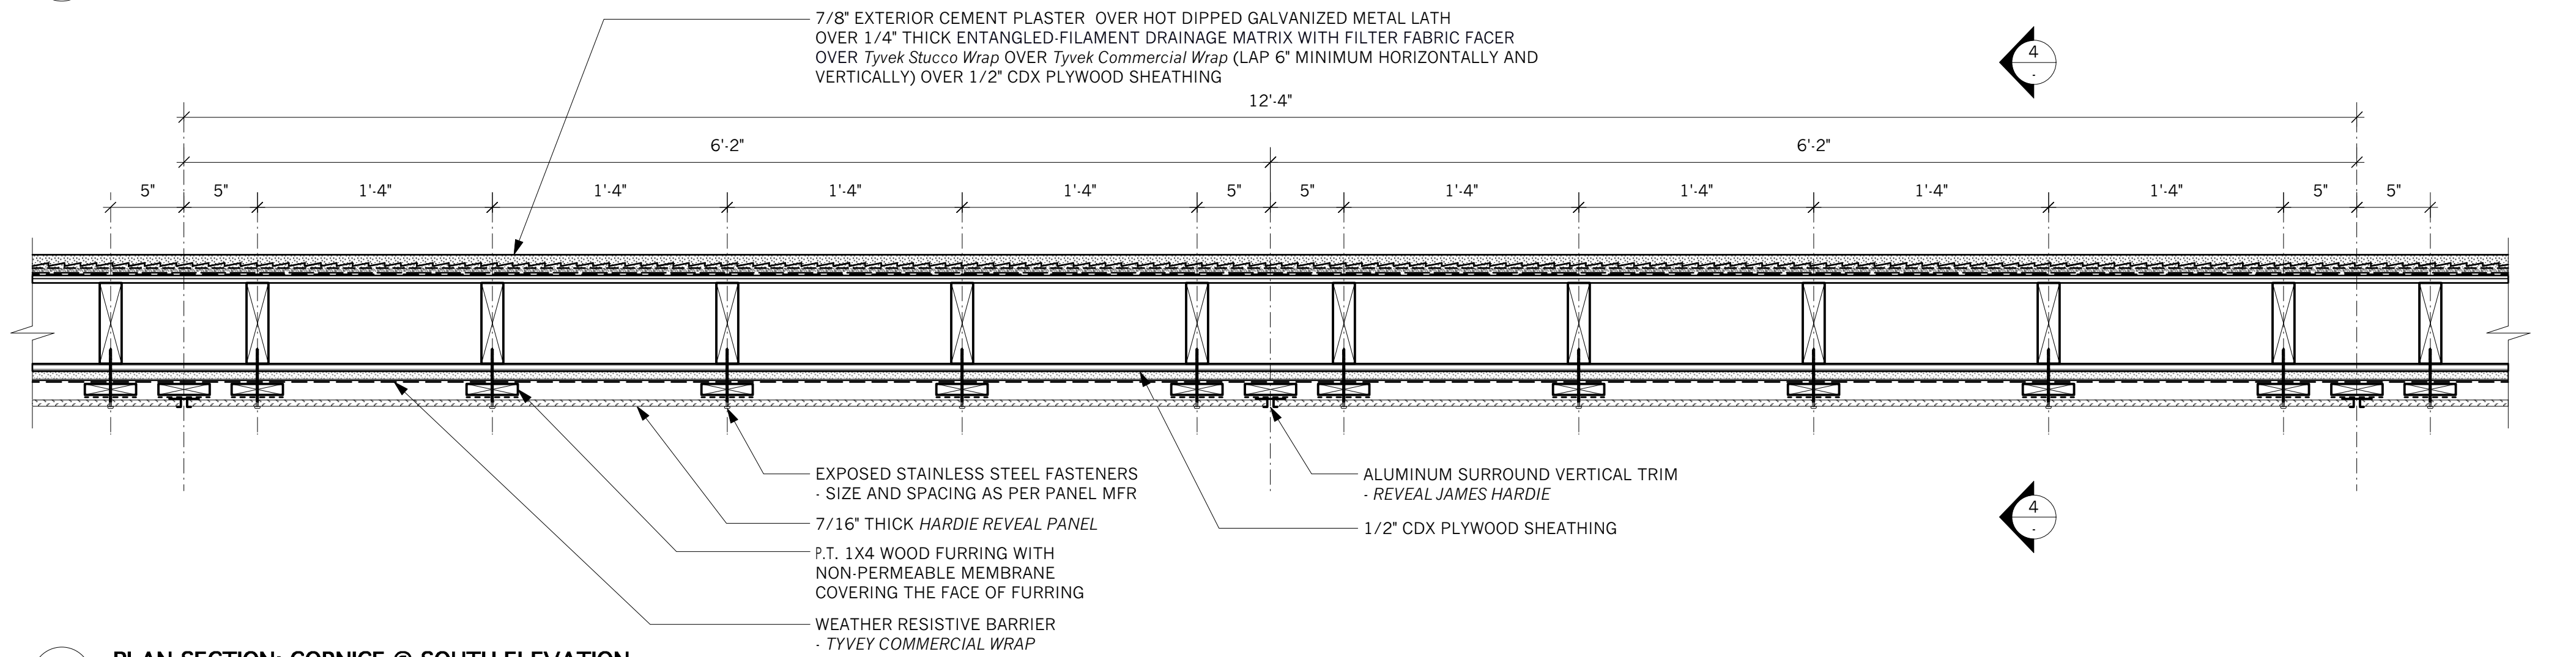 7/8" EXTERIOR CEMENT PLASTER OVER HOT DIPPED GALVANIZED METAL LATH
OVER 1/4" THICK ENTANGLED-FILAMENT DRAINAGE MATRIX WITH FILTER FABRIC FACER
OVER Tyvek Stucco Wrap OVER Tyvek Commercial Wrap (LAP 6" MINIMUM HORIZONTALLY AND
VERTICALLY) OVER 1/2" CDX PLYWOOD SHEATHING
4
-
12'-4"
6'-2" 6'-2"
5" 5" 1'-4" 1'-4" 1'-4" 1'-4" 5" 5" 1'-4" 1'-4" 1'-4" 1'-4" 5" 5"
EXPOSED STAINLESS STEEL FASTENERS
- SIZE AND SPACING AS PER PANEL MFR
7/16" THICK HARDIE REVEAL PANEL
P.T. 1X4 WOOD FURRING WITH
NON-PERMEABLE MEMBRANE
COVERING THE FACE OF FURRING
WEATHER RESISTIVE BARRIER
- TYVEY COMMERCIAL WRAP
ALUMINUM SURROUND VERTICAL TRIM
- REVEAL JAMES HARDIE
1/2" CDX PLYWOOD SHEATHING
4
-
PLAN SECTION: CORNICE @ SOUTH ELEVATION